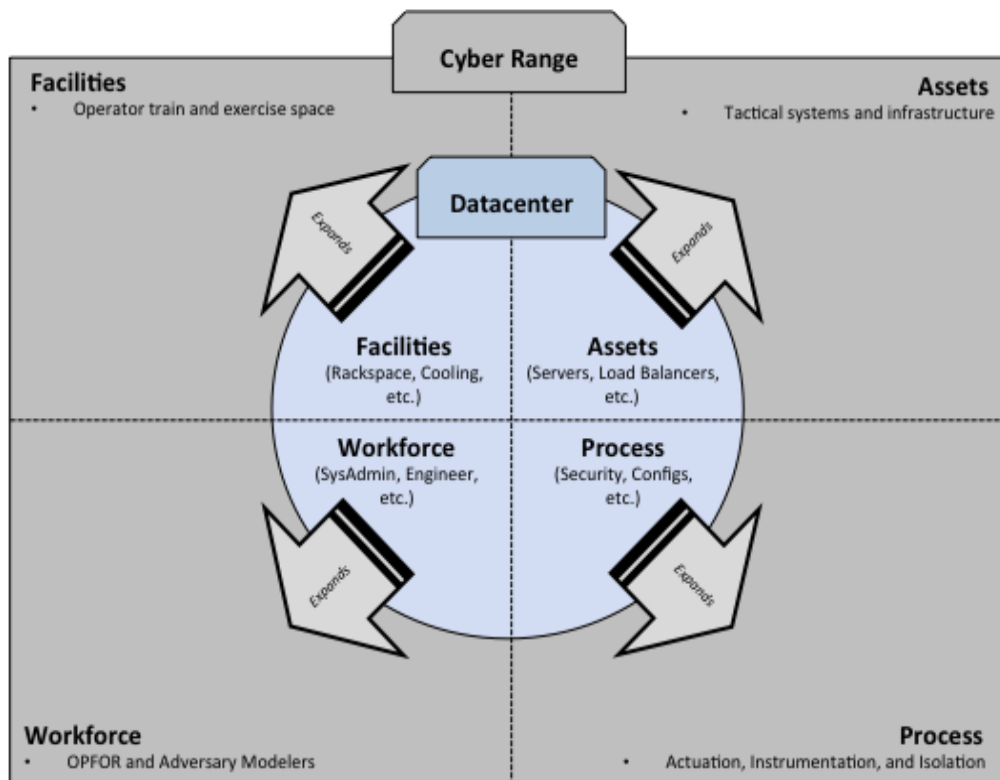 Cyber Range
Facilities
• Operator train and exercise space
Assets
• Tactical systems and infrastructure
Datacenter
Expands
Expands
Facilities
(Rackspace, Cooling,
etc.)
Assets
(Servers, Load Balancers,
etc.)
Workforce
(SysAdmin, Engineer,
etc.)
Process
(Security, Configs,
etc.)
Expands
Expands
Workforce
• OPFOR and Adversary Modelers
Process
• Actuation, Instrumentation, and Isolation